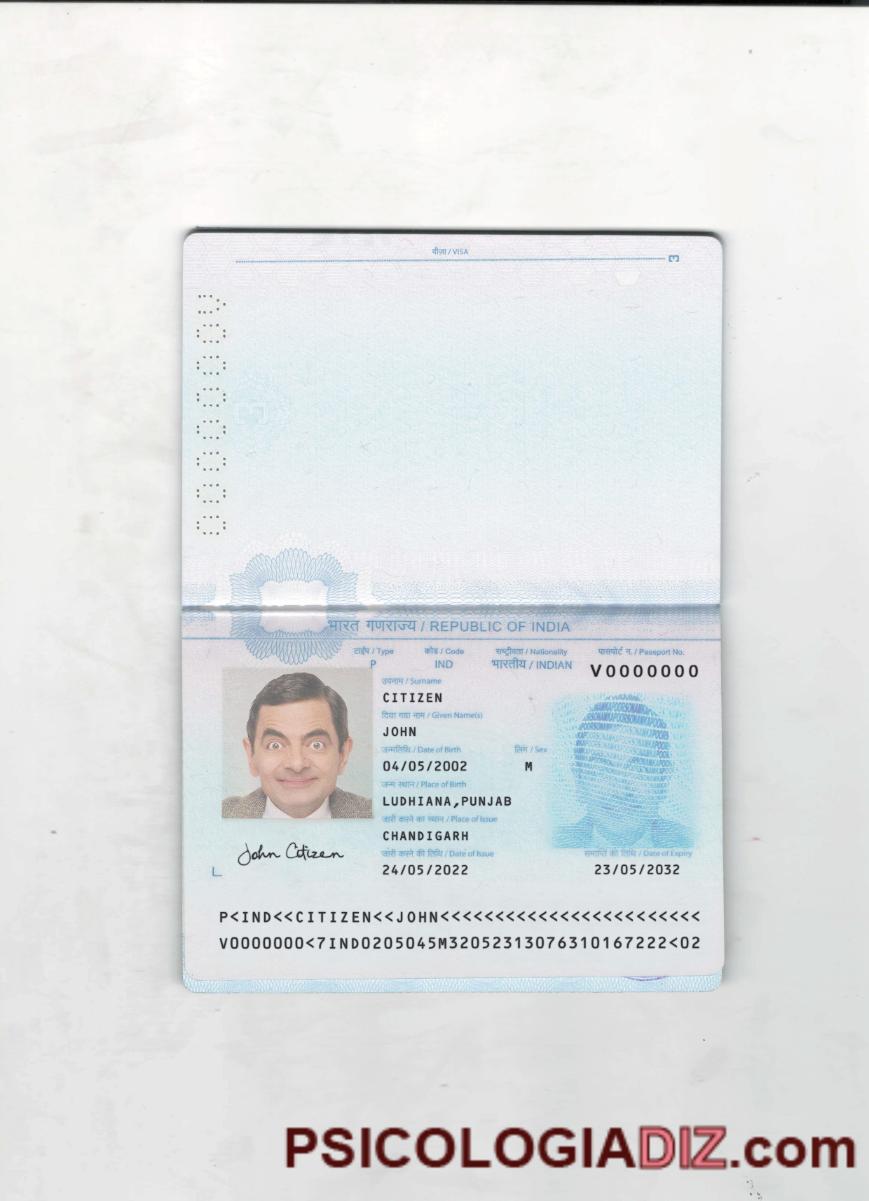 वीज़ा / VISA
3
V0000000
भारत गणराज्य / REPUBLIC OF INDIA
टाईप / Type कोड / Code राष्ट्रीयता / Nationality पासपोर्ट न. / Passport No.
P IND भारतीय / INDIAN V0000000
उपनाम / Surname
CITIZEN
दिया गया नाम / Given Name(s)
JOHN
जन्मतिथि / Date of Birth लिंग / Sex
04/05/2002 M
जन्म स्थान / Place of Birth
LUDHIANA,PUNJAB
जारी करने का स्थान / Place of Issue
CHANDIGARH
John Citizen
जारी करने की तिथि / Date of Issue समाप्ति की तिथि / Date of Expiry
24/05/2022 23/05/2032
P<IND<<CITIZEN<<JOHN<<<<<<<<<<<<<<<<<<<<<<<<
V0000000<7IND0205045M32052313076310167222<02
PSICOLOGIADIZ.com